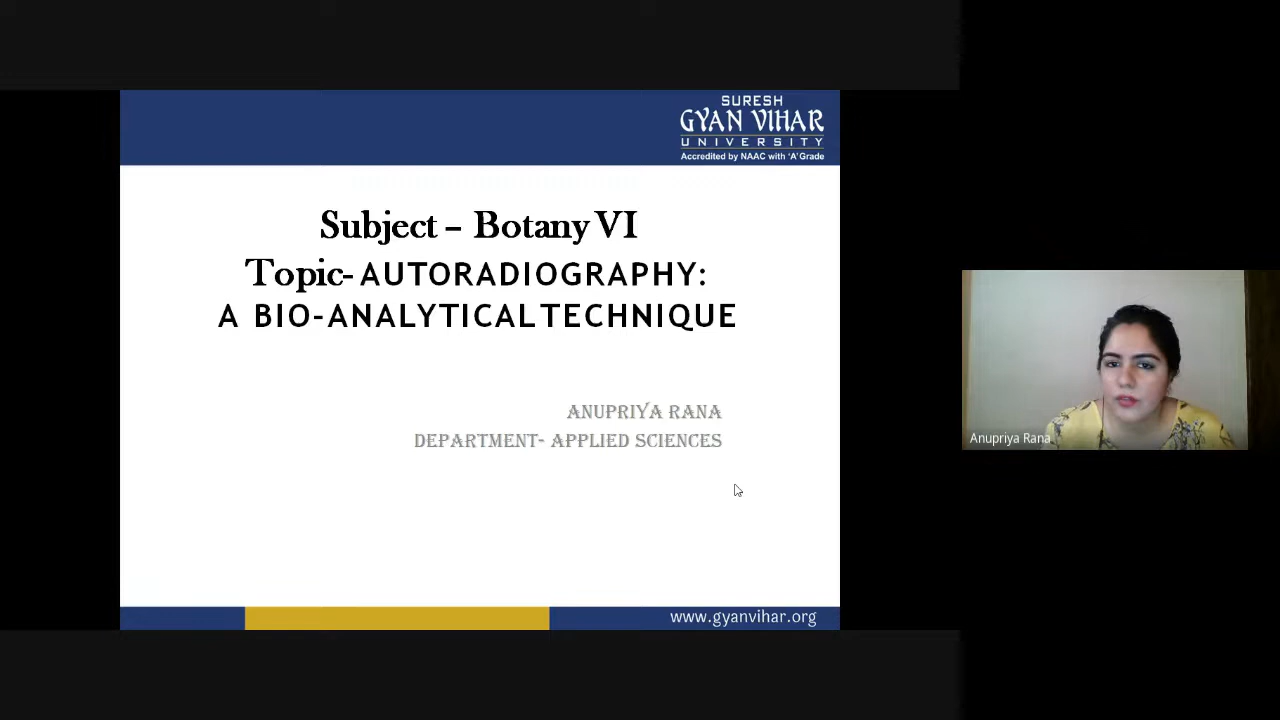 SURESH
GYAN VIHAR
UNIVERSITY
Accredited by NAAC with 'A' Grade
Subject – Botany VI
Topic- AUTORADIOGRAPHY:
A BIO-ANALYTICAL TECHNIQUE
ANUPRIYA RANA
DEPARTMENT- APPLIED SCIENCES
Anupriya Rana
www.gyanvihar.org